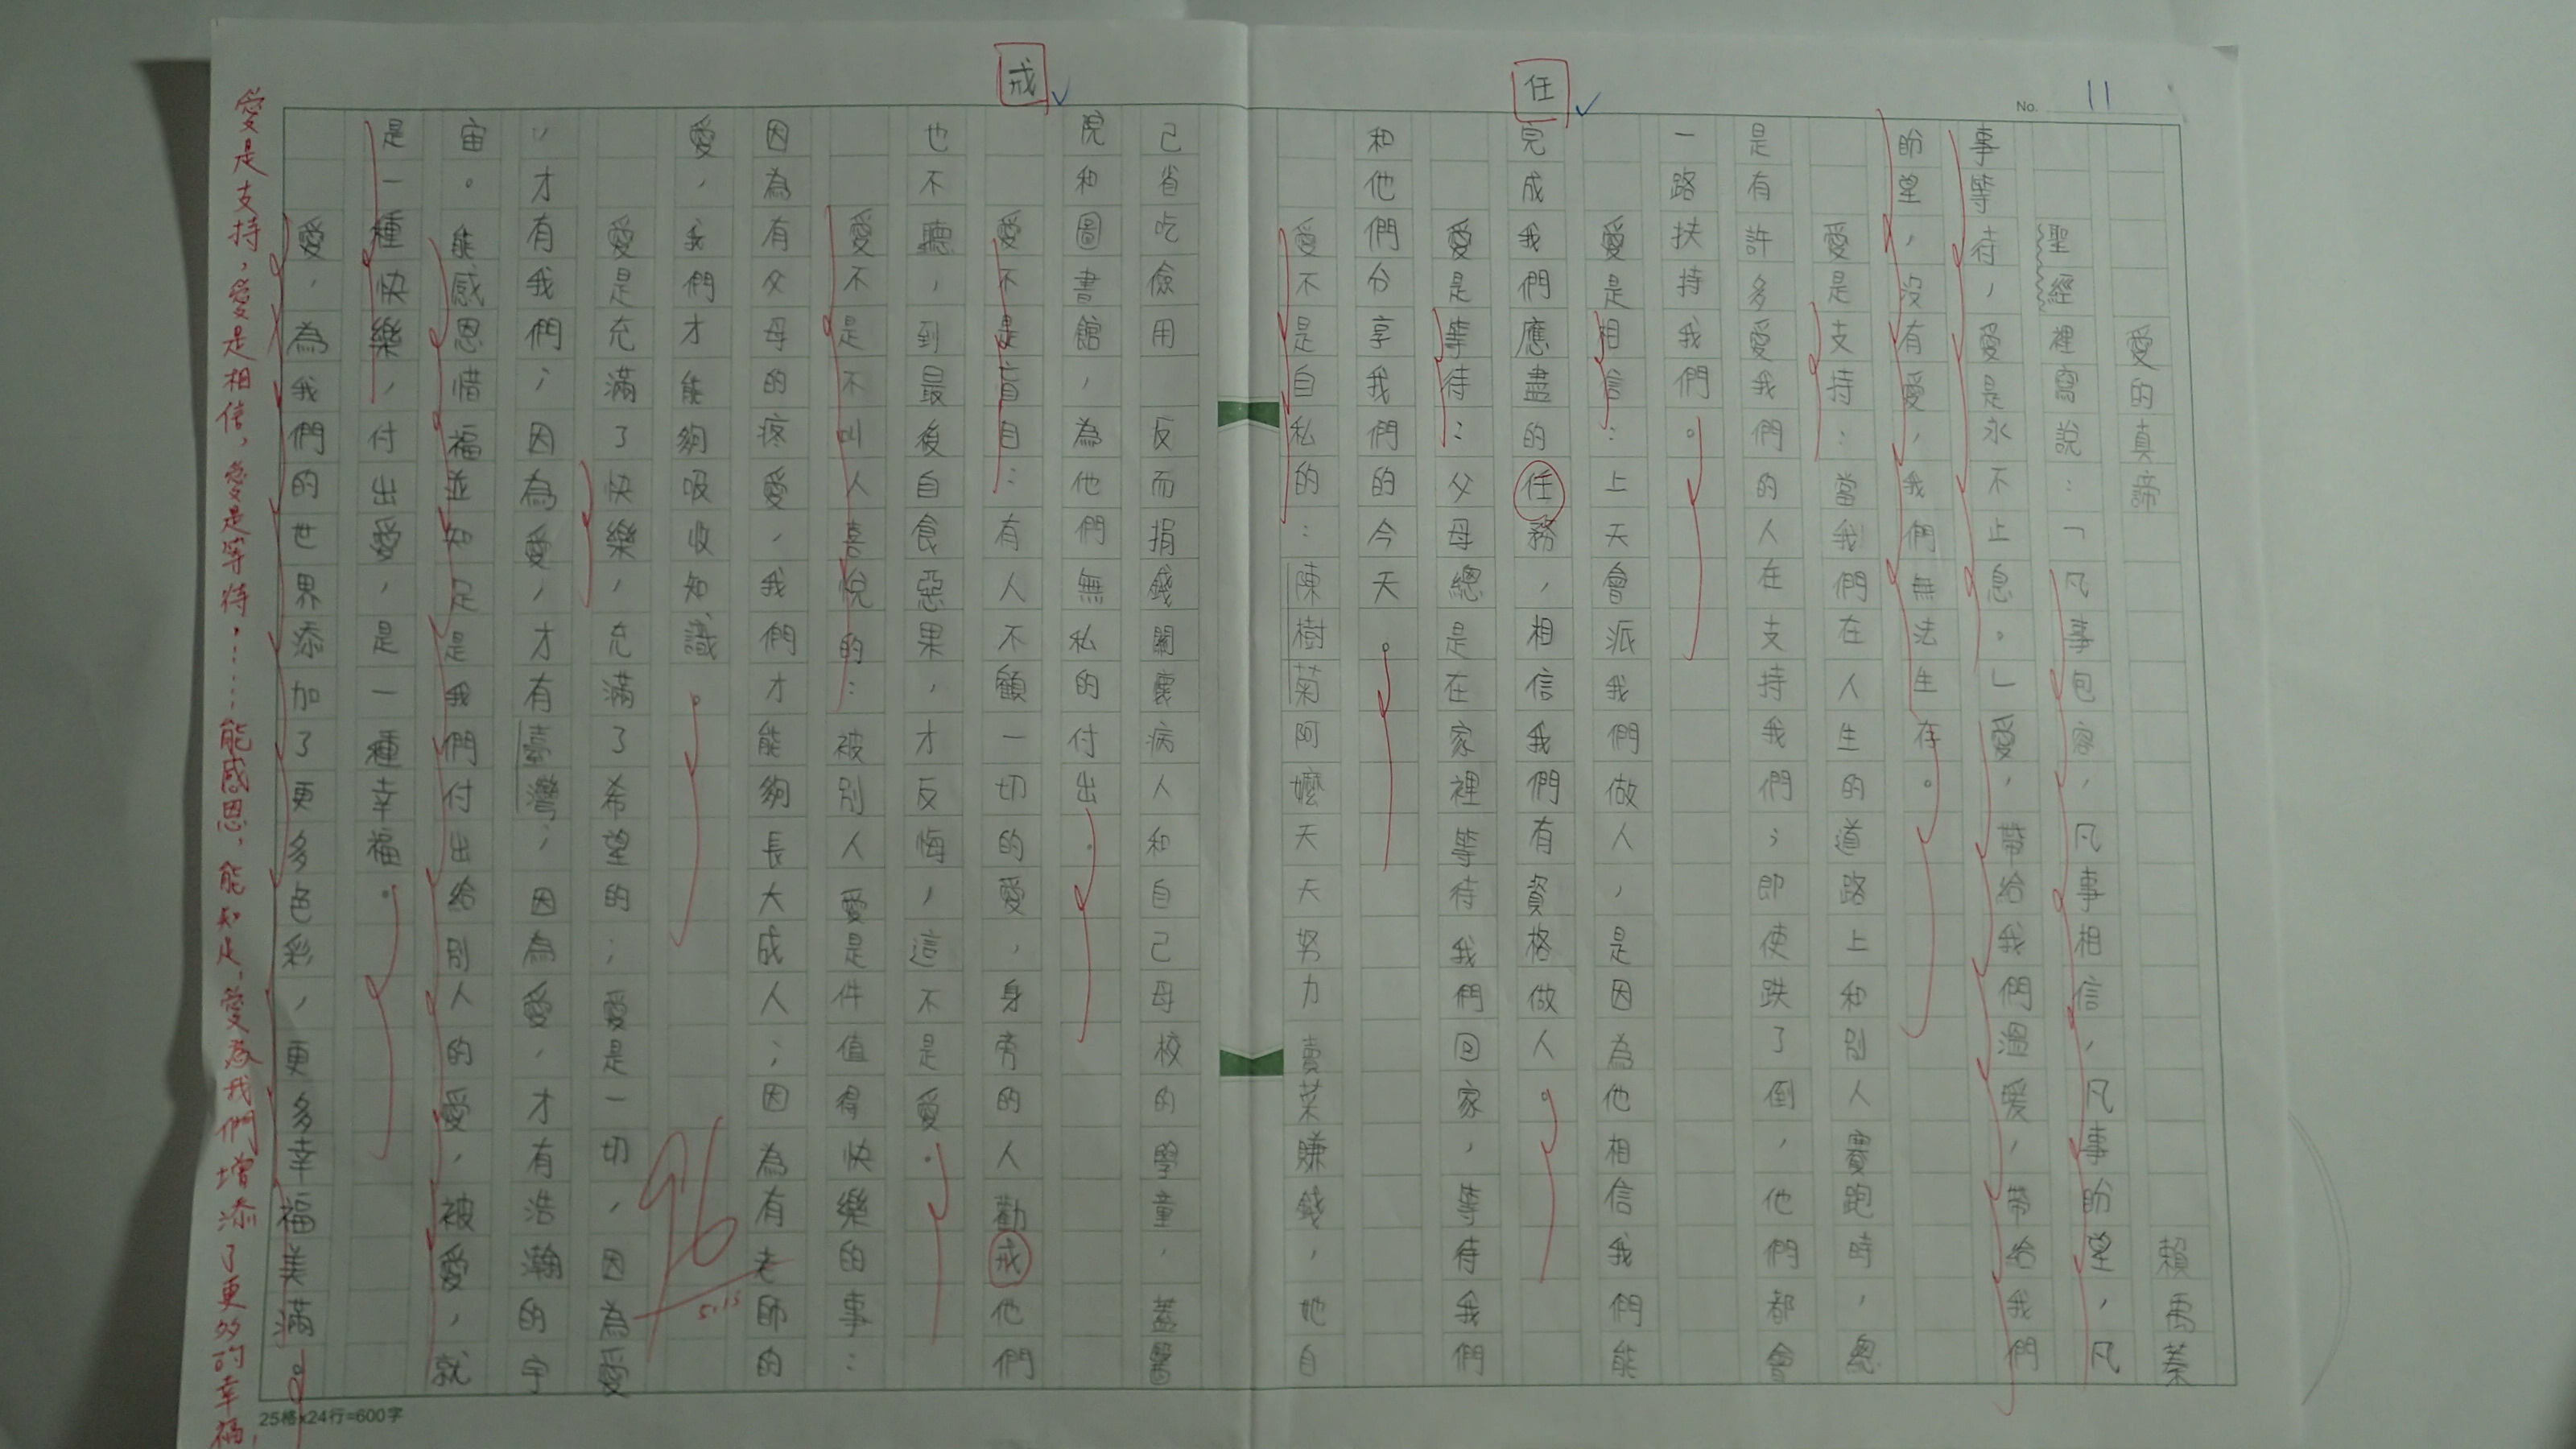 No. 11
任
戒
愛的真諦
賴禹蓁
聖經裡寫說：「凡事包容，凡事相信，凡事盼望，凡
事等待，愛是永不止息。」愛，帶給我們溫暖，帶給我們
盼望，沒有愛，我們無法生存。
愛是支持：當我們在人生的道路上和別人賽跑時，總
是有許多愛我們的人在支持我們；即使跌了倒，他們都會
一路扶持我們。
愛是相信：上天會派我們做人，是因為他相信我們能
完成我們應盡的任務，相信我們有資格做人。
愛是等待：父母總是在家裡等待我們回家，等待我們
和他們分享我們的今天。
愛不是自私的：陳樹菊阿嬤天天努力賣菜賺錢，她自
己省吃儉用 反而捐錢關懷病人和自己母校的學童，蓋醫
院和圖書館，為他們無私的付出。
愛不是盲目：有人不顧一切的愛，身旁的人勸戒他們
也不聽，到最後自食惡果，才反悔，這不是愛。
愛不是不叫人喜悅的：被別人愛是件值得快樂的事：
因為有父母的疼愛，我們才能夠長大成人；因為有老師的
愛，我們才能夠吸收知識。
愛是充滿了快樂，充滿了希望的；愛是一切，因為愛
，才有我們；因為愛，才有臺灣；因為愛，才有浩瀚的宇
宙。能感恩惜福並知足是我們付出給別人的愛，被愛，就
是一種快樂，付出愛，是一種幸福。
愛，為我們的世界添加了更多色彩，更多幸福美滿。
96
5.15
愛是支持，愛是相信，愛是等待……能感恩，能知足，愛為我們增添了更多的幸福，
25格x24行=600字